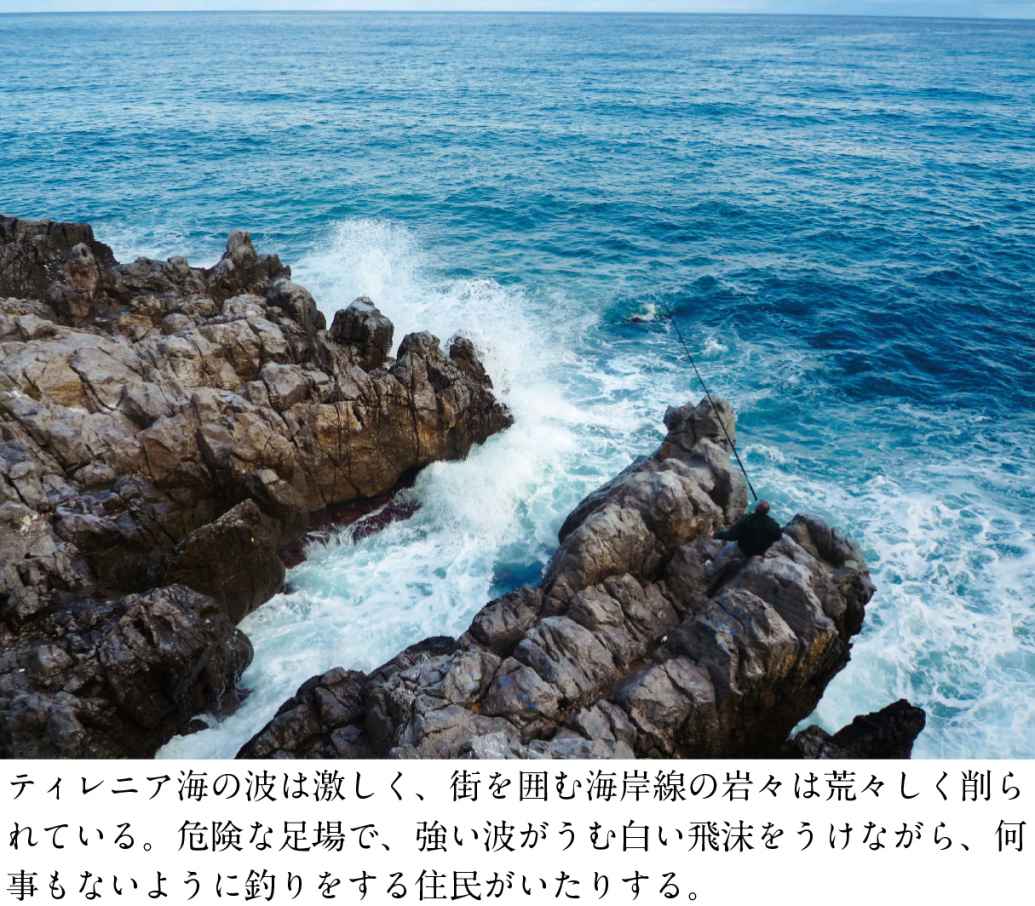 ティレニア海の波は激しく、街を囲む海岸線の岩々は荒々しく削ら
れている。危険な足場で、強い波がうむ白い飛沫をうけながら、何
事もないように釣りをする住民がいたりする。